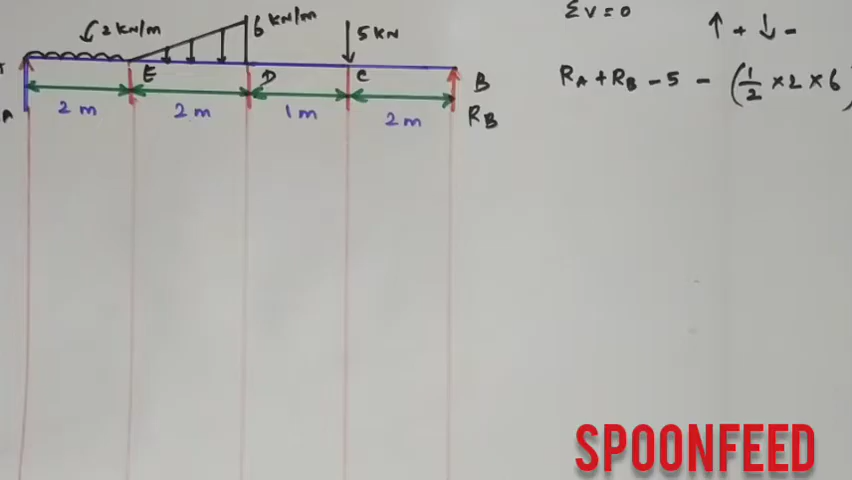 2 KN/m 6 KN/m 5 KN
E D C B
2 m 2 m 1 m 2 m RB
A
ΣV = 0 ↑ + ↓ -
RA + RB - 5 - (1/2 × 2 × 6)
SPOONFEED